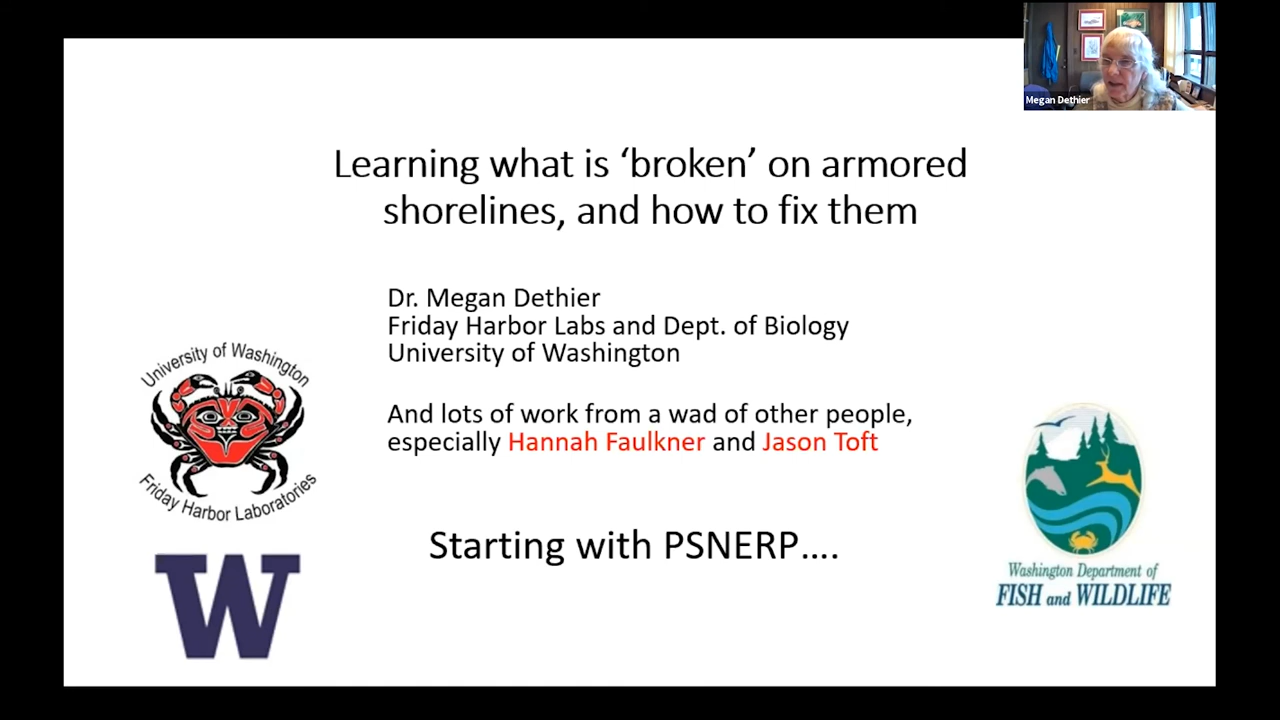 Megan Dethier
Learning what is ‘broken’ on armored
shorelines, and how to fix them
Dr. Megan Dethier
Friday Harbor Labs and Dept. of Biology
University of Washington
And lots of work from a wad of other people,
especially Hannah Faulkner and Jason Toft
Starting with PSNERP....
University of Washington
Friday Harbor Laboratories
W
Washington Department of
FISH and WILDLIFE